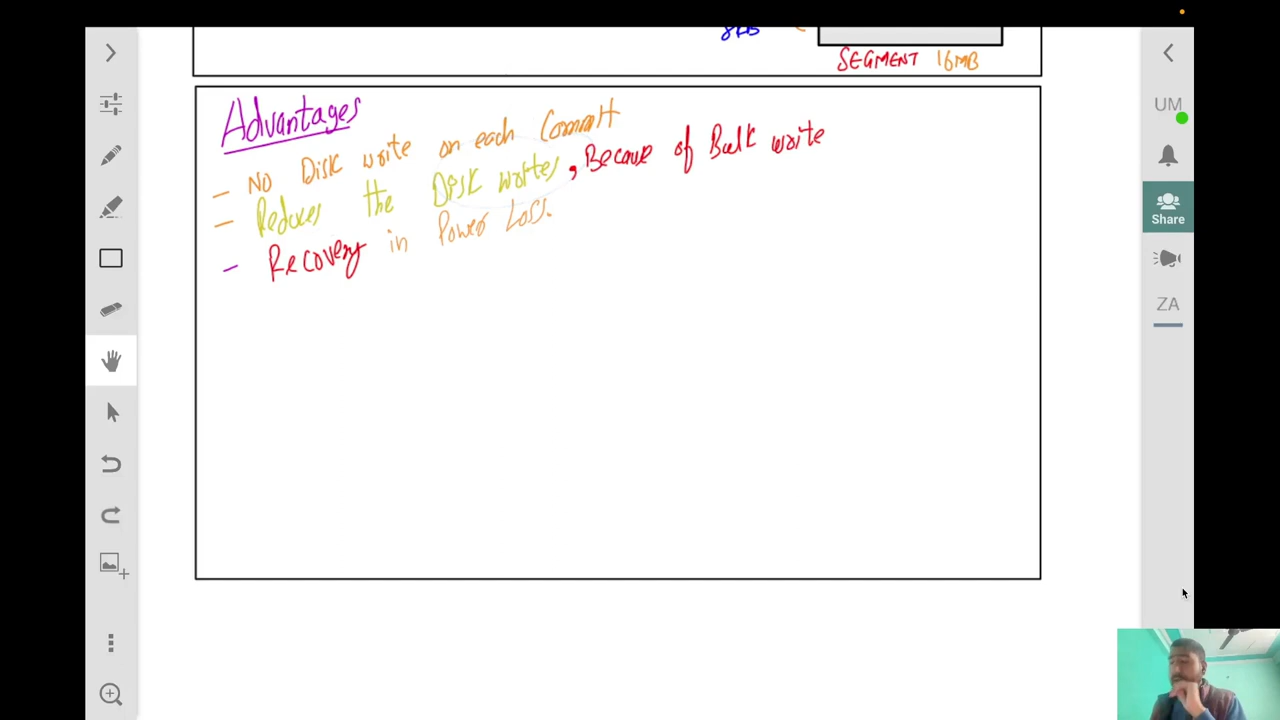 8KB
SEGMENT 16MB
Advantages
- No Disk write on each Commit
- Reduces the Disk writes, Because of Bulk write
- Recovery in Power Loss.
UM
Share
ZA